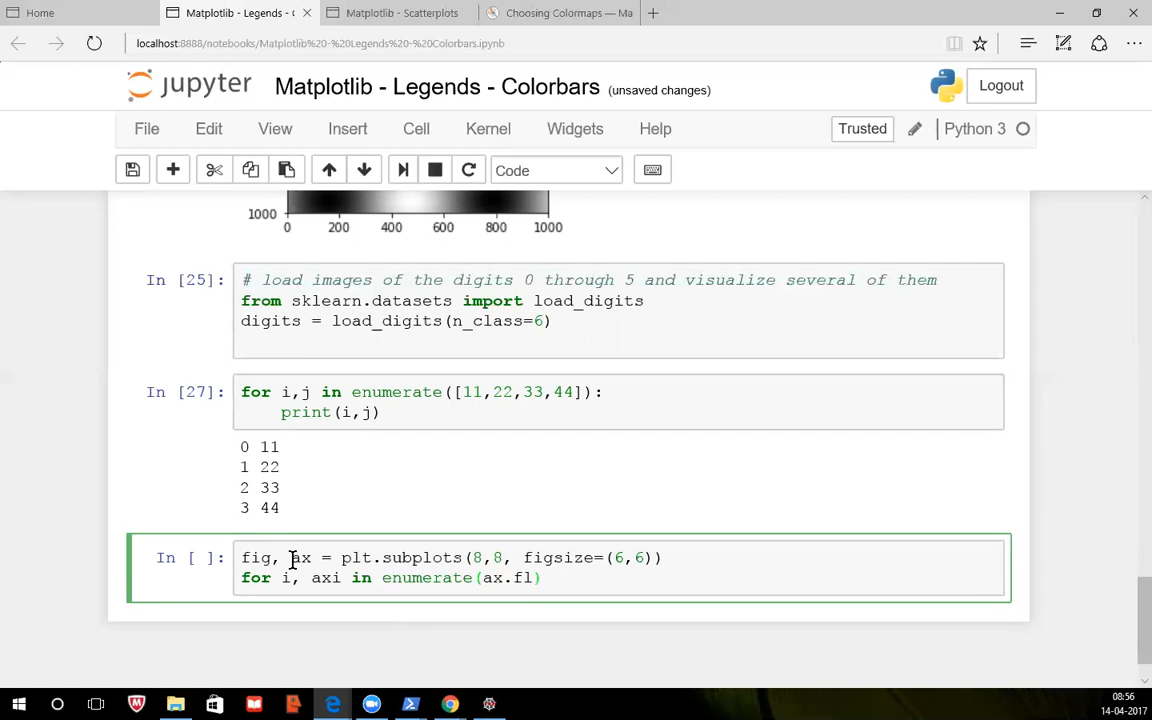 Home
Matplotlib - Legends - C
Matplotlib - Scatterplots
Choosing Colormaps — Ma
localhost:8888/notebooks/Matplotlib%20-%20Legends%20-%20Colorbars.ipynb
jupyter Matplotlib - Legends - Colorbars (unsaved changes)
Logout
File Edit View Insert Cell Kernel Widgets Help Trusted Python 3
Code
1000
0 200 400 600 800 1000
In [25]: # load images of the digits 0 through 5 and visualize several of them
from sklearn.datasets import load_digits
digits = load_digits(n_class=6)
In [27]: for i,j in enumerate([11,22,33,44]):
print(i,j)
0 11
1 22
2 33
3 44
In [ ]: fig, ax = plt.subplots(8,8, figsize=(6,6))
for i, axi in enumerate(ax.fl)
08:56
14-04-2017